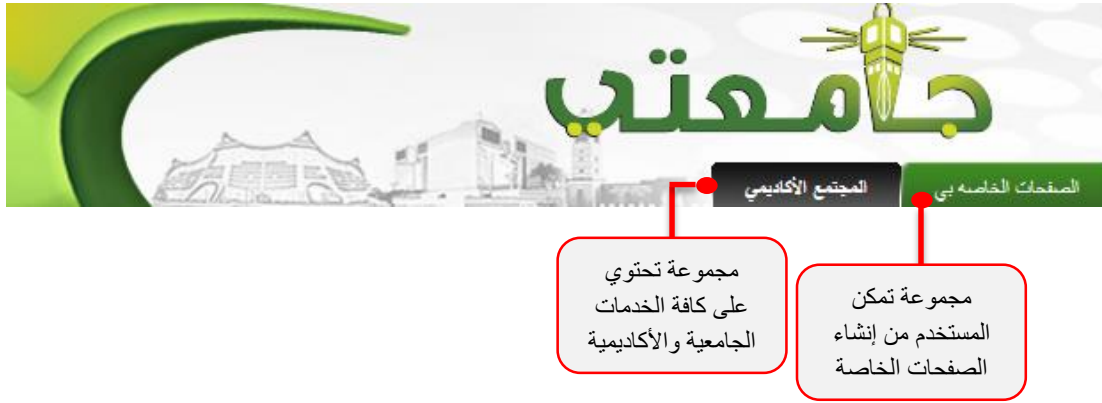 جامعتي
الصفحات الخاصه بي
المجتمع الأكاديمي
مجموعة تمكن
المستخدم من إنشاء
الصفحات الخاصة
مجموعة تحتوي
على كافة الخدمات
الجامعية والأكاديمية